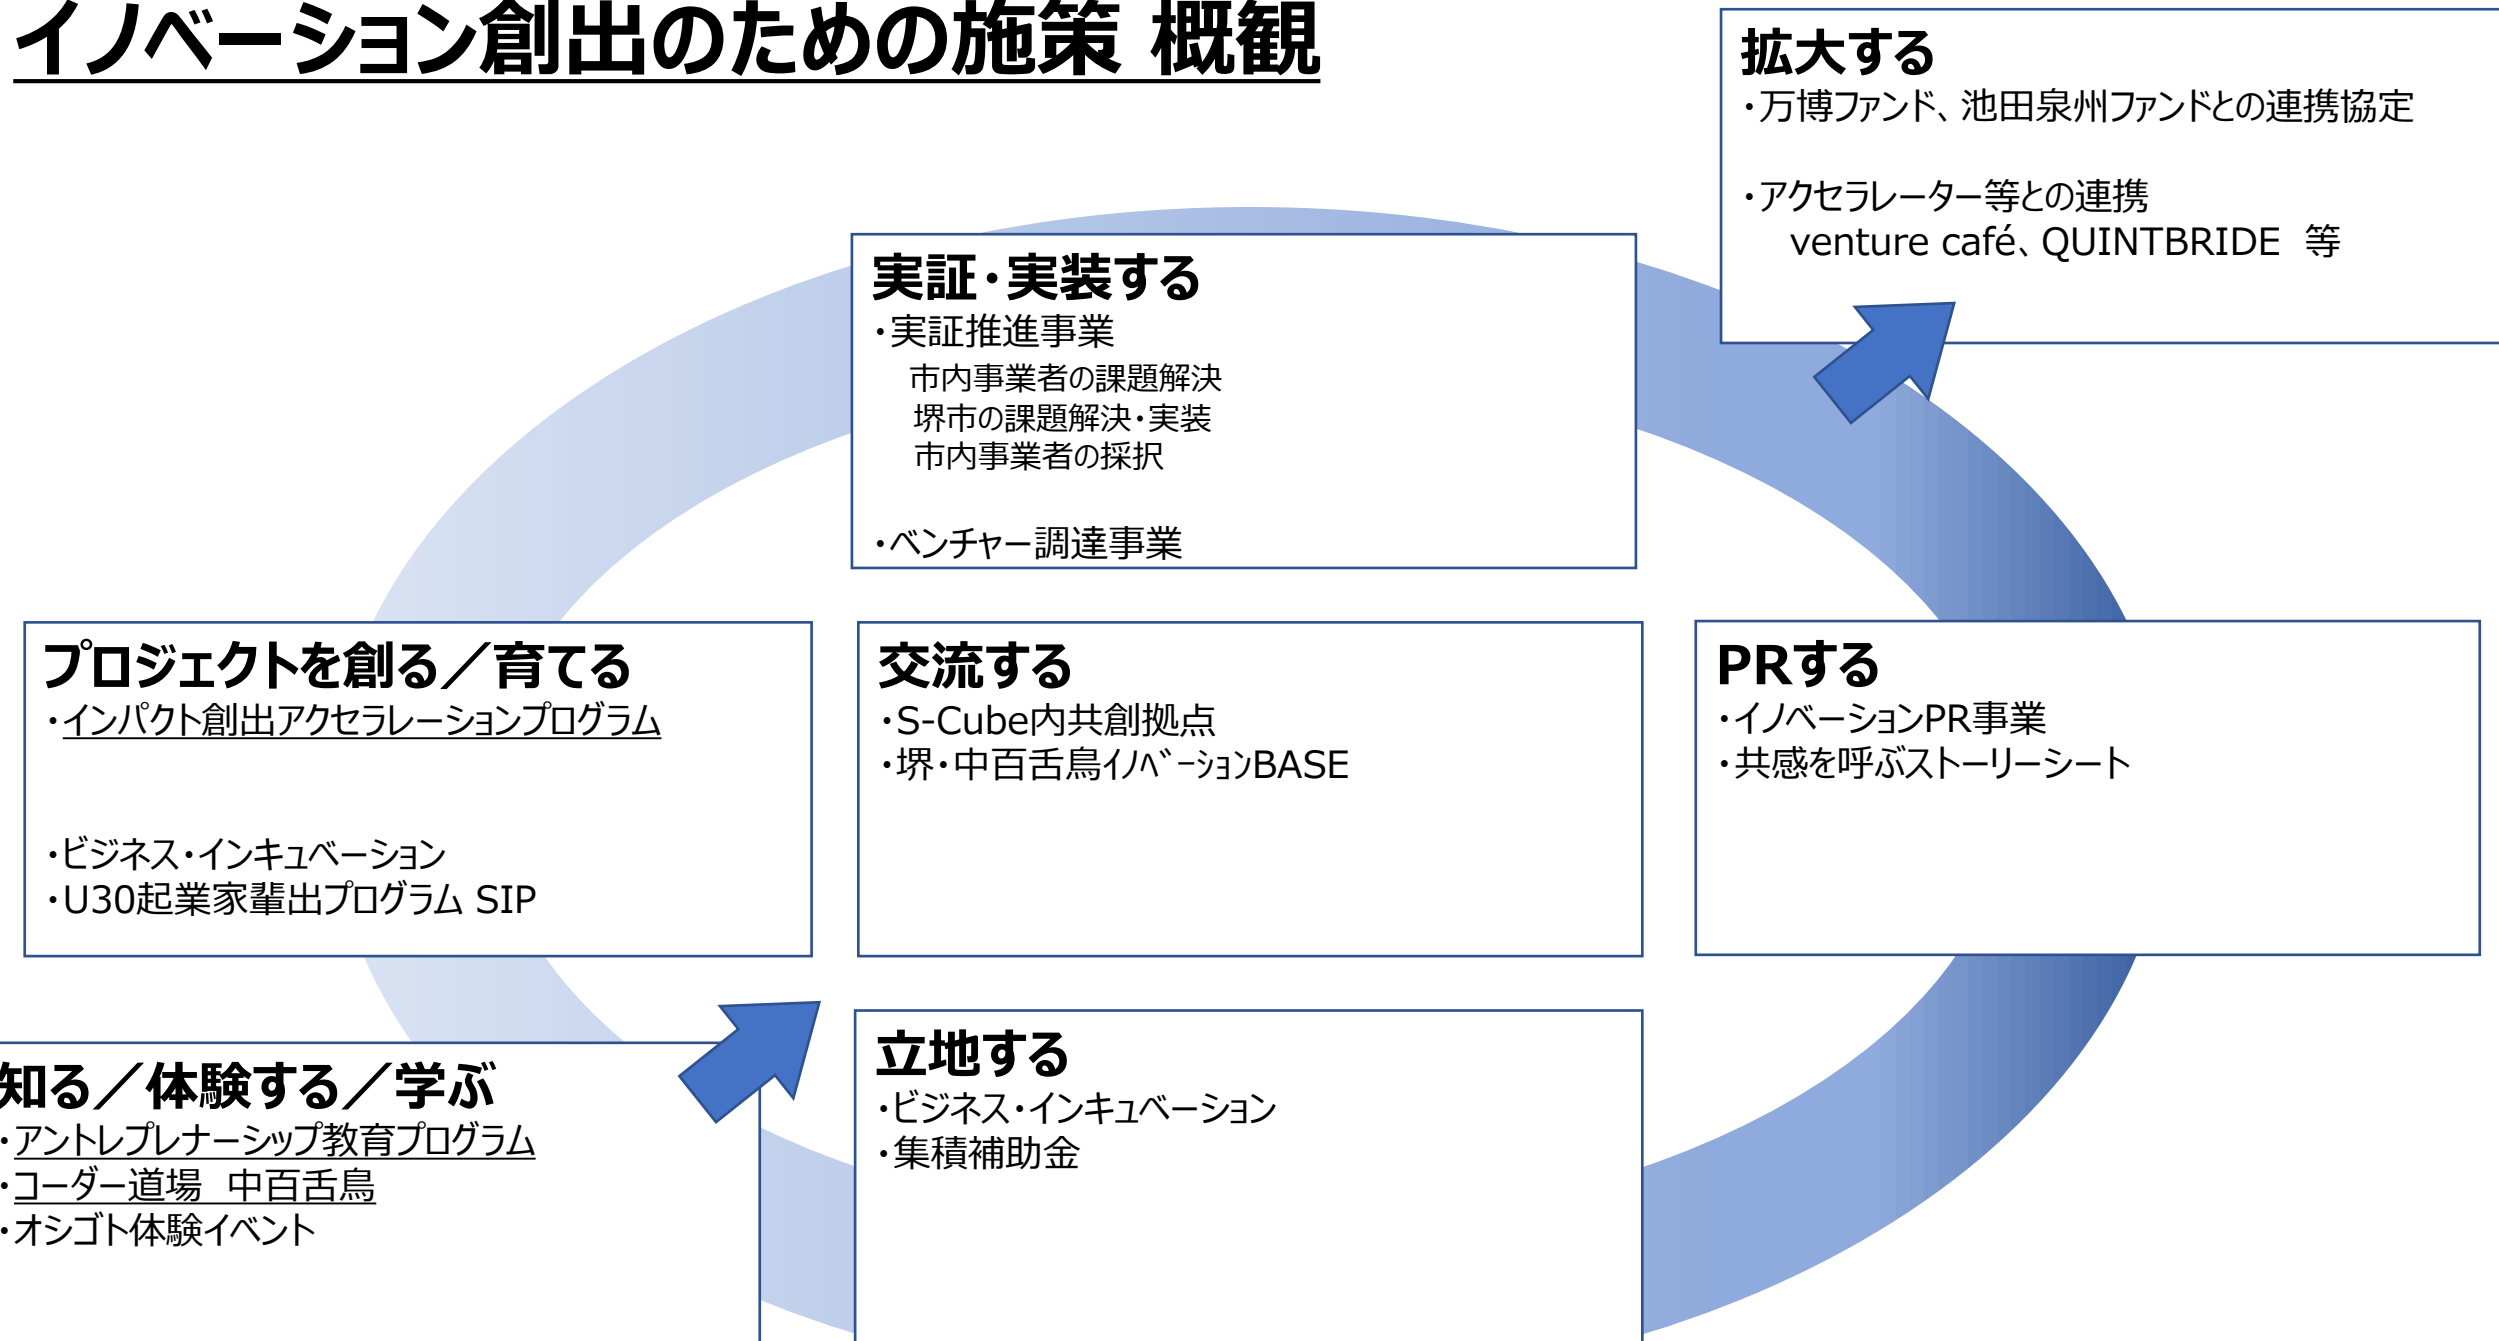 イノベーション創出のための施策 概観
拡大する
・万博ファンド、池田泉州ファンドとの連携協定
・アクセラレーター等との連携
venture café、QUINTBRIDE 等
実証・実装する
・実証推進事業
市内事業者の課題解決
堺市の課題解決・実装
市内事業者の採択
・ベンチャー調達事業
プロジェクトを創る／育てる
・インパクト創出アクセラレーションプログラム
・ビジネス・インキュベーション
・U30起業家輩出プログラム SIP
交流する
・S-Cube内共創拠点
・堺・中百舌鳥ｲﾉﾍﾞｰｼｮﾝBASE
PRする
・イノベーションPR事業
・共感を呼ぶストーリーシート
知る／体験する／学ぶ
・アントレプレナーシップ教育プログラム
・コーダー道場　中百舌鳥
・オシゴト体験イベント
立地する
・ビジネス・インキュベーション
・集積補助金